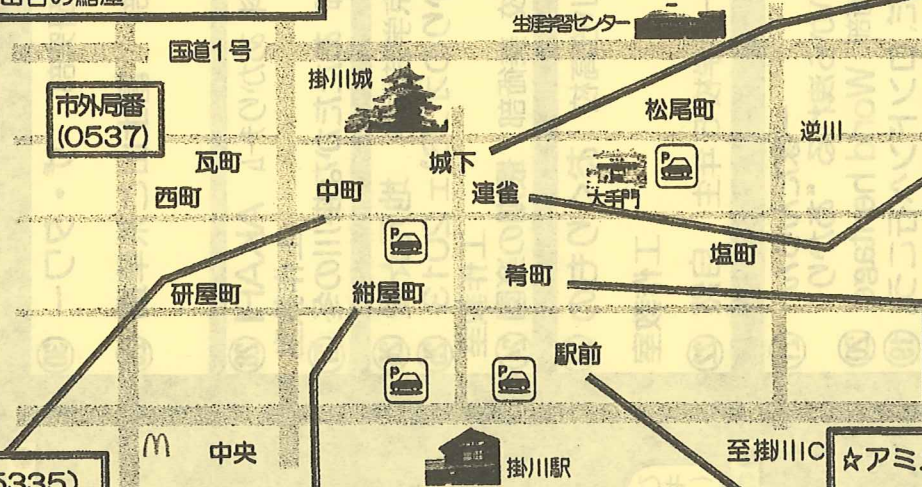 生涯学習センター
国道1号
掛川城
市外局番
(0537)
松尾町
逆川
瓦町
城下
西町
中町
連雀
大手門
P
P
塩町
肴町
研屋町
紺屋町
駅前
P
P
中央
掛川駅
至掛川IC
☆アミ
5335)